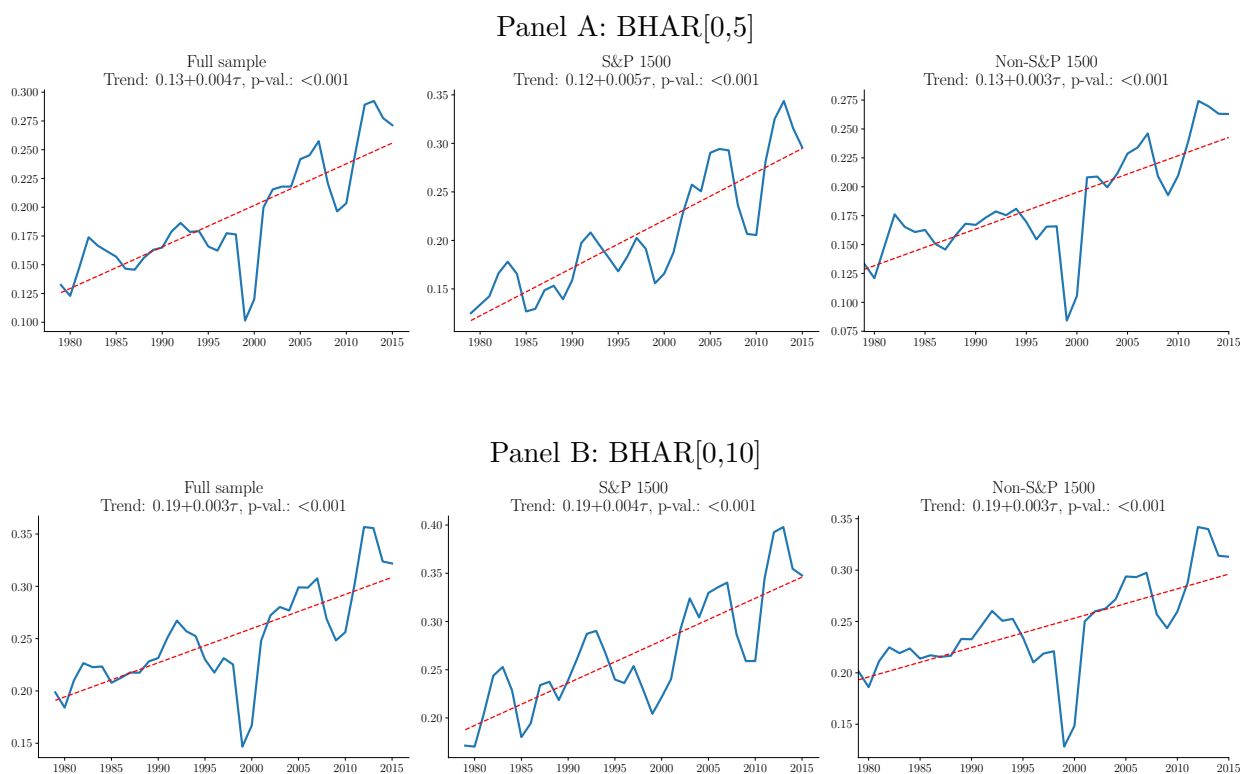 Panel A: BHAR[0,5]
Full sample
Trend: 0.13+0.004τ, p-val.: <0.001
0.300
0.275
0.250
0.225
0.200
0.175
0.150
0.125
0.100
1980 1985 1990 1995 2000 2005 2010 2015
S&P 1500
Trend: 0.12+0.005τ, p-val.: <0.001
0.35
0.30
0.25
0.20
0.15
1980 1985 1990 1995 2000 2005 2010 2015
Non-S&P 1500
Trend: 0.13+0.003τ, p-val.: <0.001
0.275
0.250
0.225
0.200
0.175
0.150
0.125
0.100
0.075
1980 1985 1990 1995 2000 2005 2010 2015
Panel B: BHAR[0,10]
Full sample
Trend: 0.19+0.003τ, p-val.: <0.001
0.35
0.30
0.25
0.20
0.15
1980 1985 1990 1995 2000 2005 2010 2015
S&P 1500
Trend: 0.19+0.004τ, p-val.: <0.001
0.40
0.35
0.30
0.25
0.20
1980 1985 1990 1995 2000 2005 2010 2015
Non-S&P 1500
Trend: 0.19+0.003τ, p-val.: <0.001
0.35
0.30
0.25
0.20
0.15
1980 1985 1990 1995 2000 2005 2010 2015